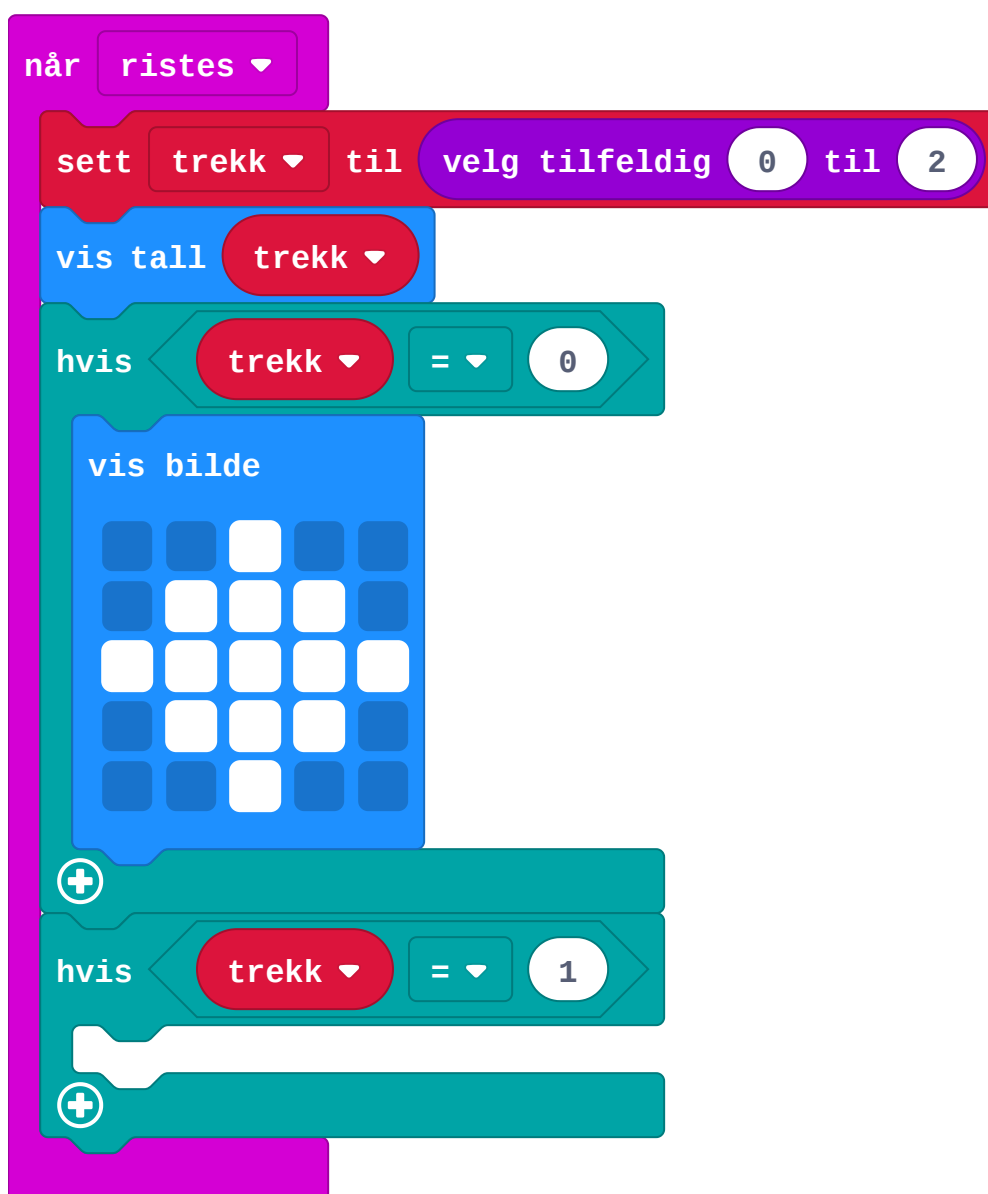 når ristes
sett trekk til velg tilfeldig 0 til 2
vis tall trekk
hvis trekk = 0
vis bilde
hvis trekk = 1